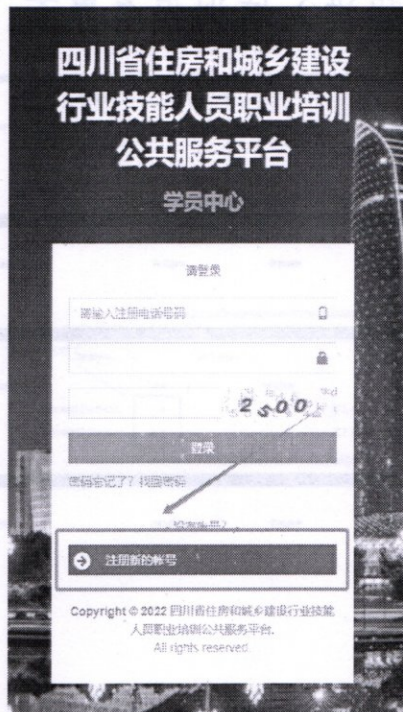 四川省住房和城乡建设
行业技能人员职业培训
公共服务平台
学员中心
请登录
请输入注册电话号码
登录
密码忘记了？找回密码
没有帐号？
注册新的帐号
Copyright © 2022 四川省住房和城乡建设行业技能
人员职业培训公共服务平台.
All rights reserved.